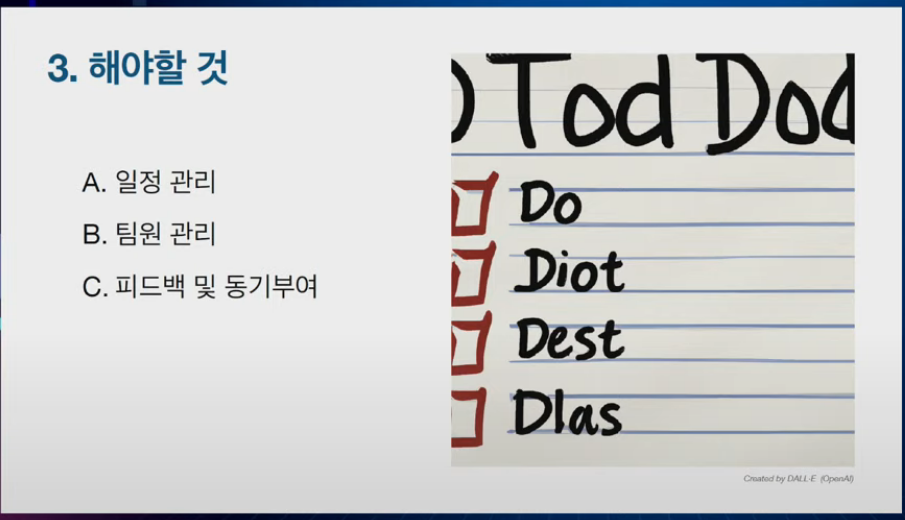 3. 해야할 것
A. 일정 관리
B. 팀원 관리
C. 피드백 및 동기부여
Tod Dod
Do
Diot
Dest
Dlas
Created by DALL·E (OpenAI)